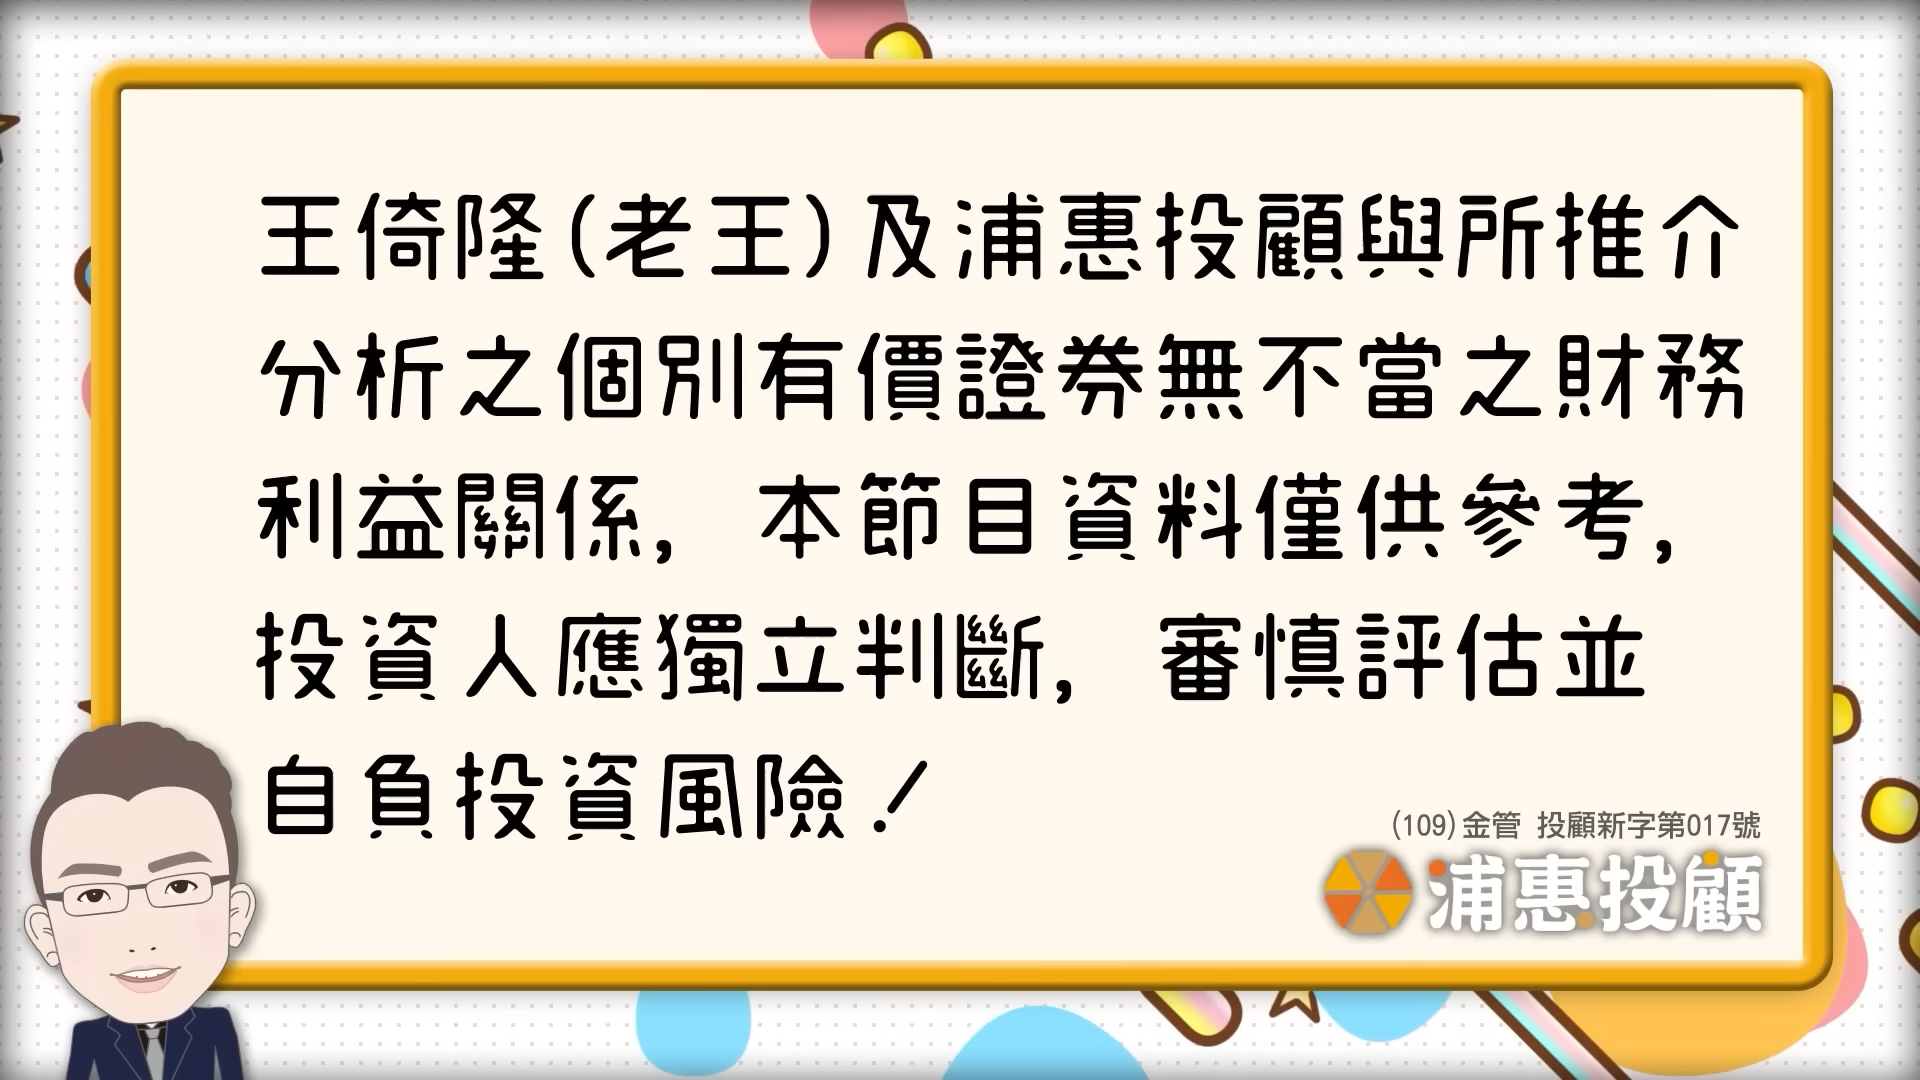 王倚隆(老王)及浦惠投顧與所推介
分析之個別有價證券無不當之財務
利益關係, 本節目資料僅供參考,
投資人應獨立判斷, 審慎評估並
自負投資風險!
(109)金管 投顧新字第017號
浦惠投顧